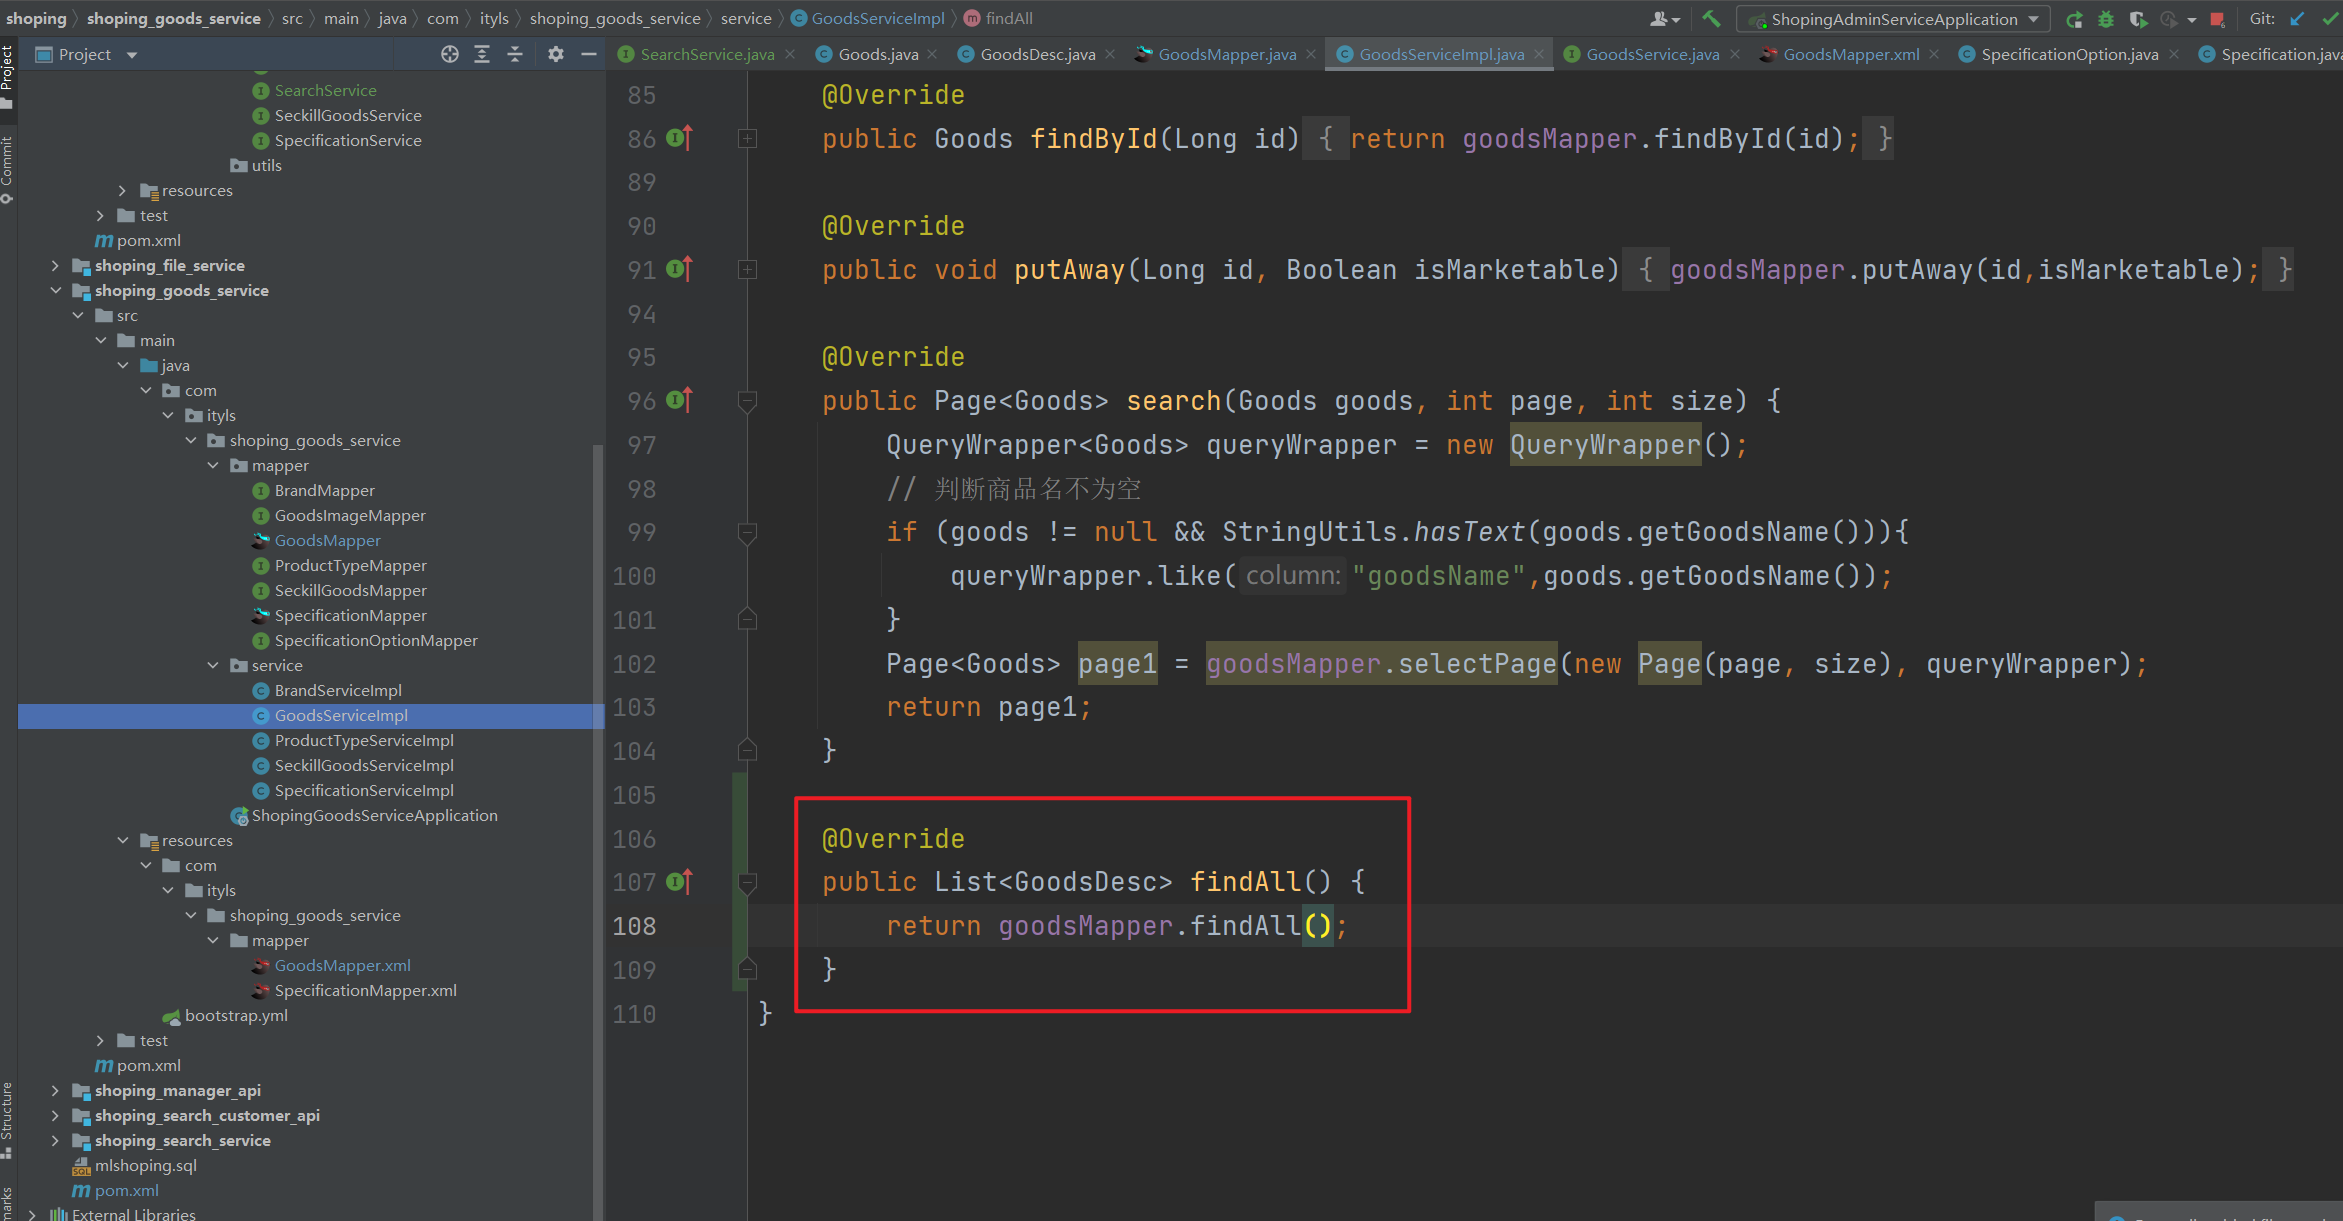 shoping shoping_goods_service src main java com ityls shoping_goods_service service GoodsServiceImpl findAll ShopingAdminServiceApplication Git:
Project SearchService.java Goods.java GoodsDesc.java GoodsMapper.java GoodsServiceImpl.java GoodsService.java GoodsMapper.xml SpecificationOption.java Specification.java
Project
Commit
Structure
SearchService
SeckillGoodsService
SpecificationService
utils
resources
test
pom.xml
shoping_file_service
shoping_goods_service
src
main
java
com
ityls
shoping_goods_service
mapper
BrandMapper
GoodsImageMapper
GoodsMapper
ProductTypeMapper
SeckillGoodsMapper
SpecificationMapper
SpecificationOptionMapper
service
BrandServiceImpl
GoodsServiceImpl
ProductTypeServiceImpl
SeckillGoodsServiceImpl
SpecificationServiceImpl
ShopingGoodsServiceApplication
resources
com
ityls
shoping_goods_service
mapper
GoodsMapper.xml
SpecificationMapper.xml
bootstrap.yml
test
pom.xml
shoping_manager_api
shoping_search_customer_api
shoping_search_service
mlshoping.sql
pom.xml
External Libraries
85 @Override
86 public Goods findById(Long id) { return goodsMapper.findById(id); }
89
90 @Override
91 public void putAway(Long id, Boolean isMarketable) { goodsMapper.putAway(id,isMarketable); }
94
95 @Override
96 public Page<Goods> search(Goods goods, int page, int size) {
97 QueryWrapper<Goods> queryWrapper = new QueryWrapper();
98 // 判断商品名不为空
99 if (goods != null && StringUtils.hasText(goods.getGoodsName())){
100 queryWrapper.like( column: "goodsName",goods.getGoodsName());
101 }
102 Page<Goods> page1 = goodsMapper.selectPage(new Page(page, size), queryWrapper);
103 return page1;
104 }
105
106 @Override
107 public List<GoodsDesc> findAll() {
108 return goodsMapper.findAll();
109 }
110 }